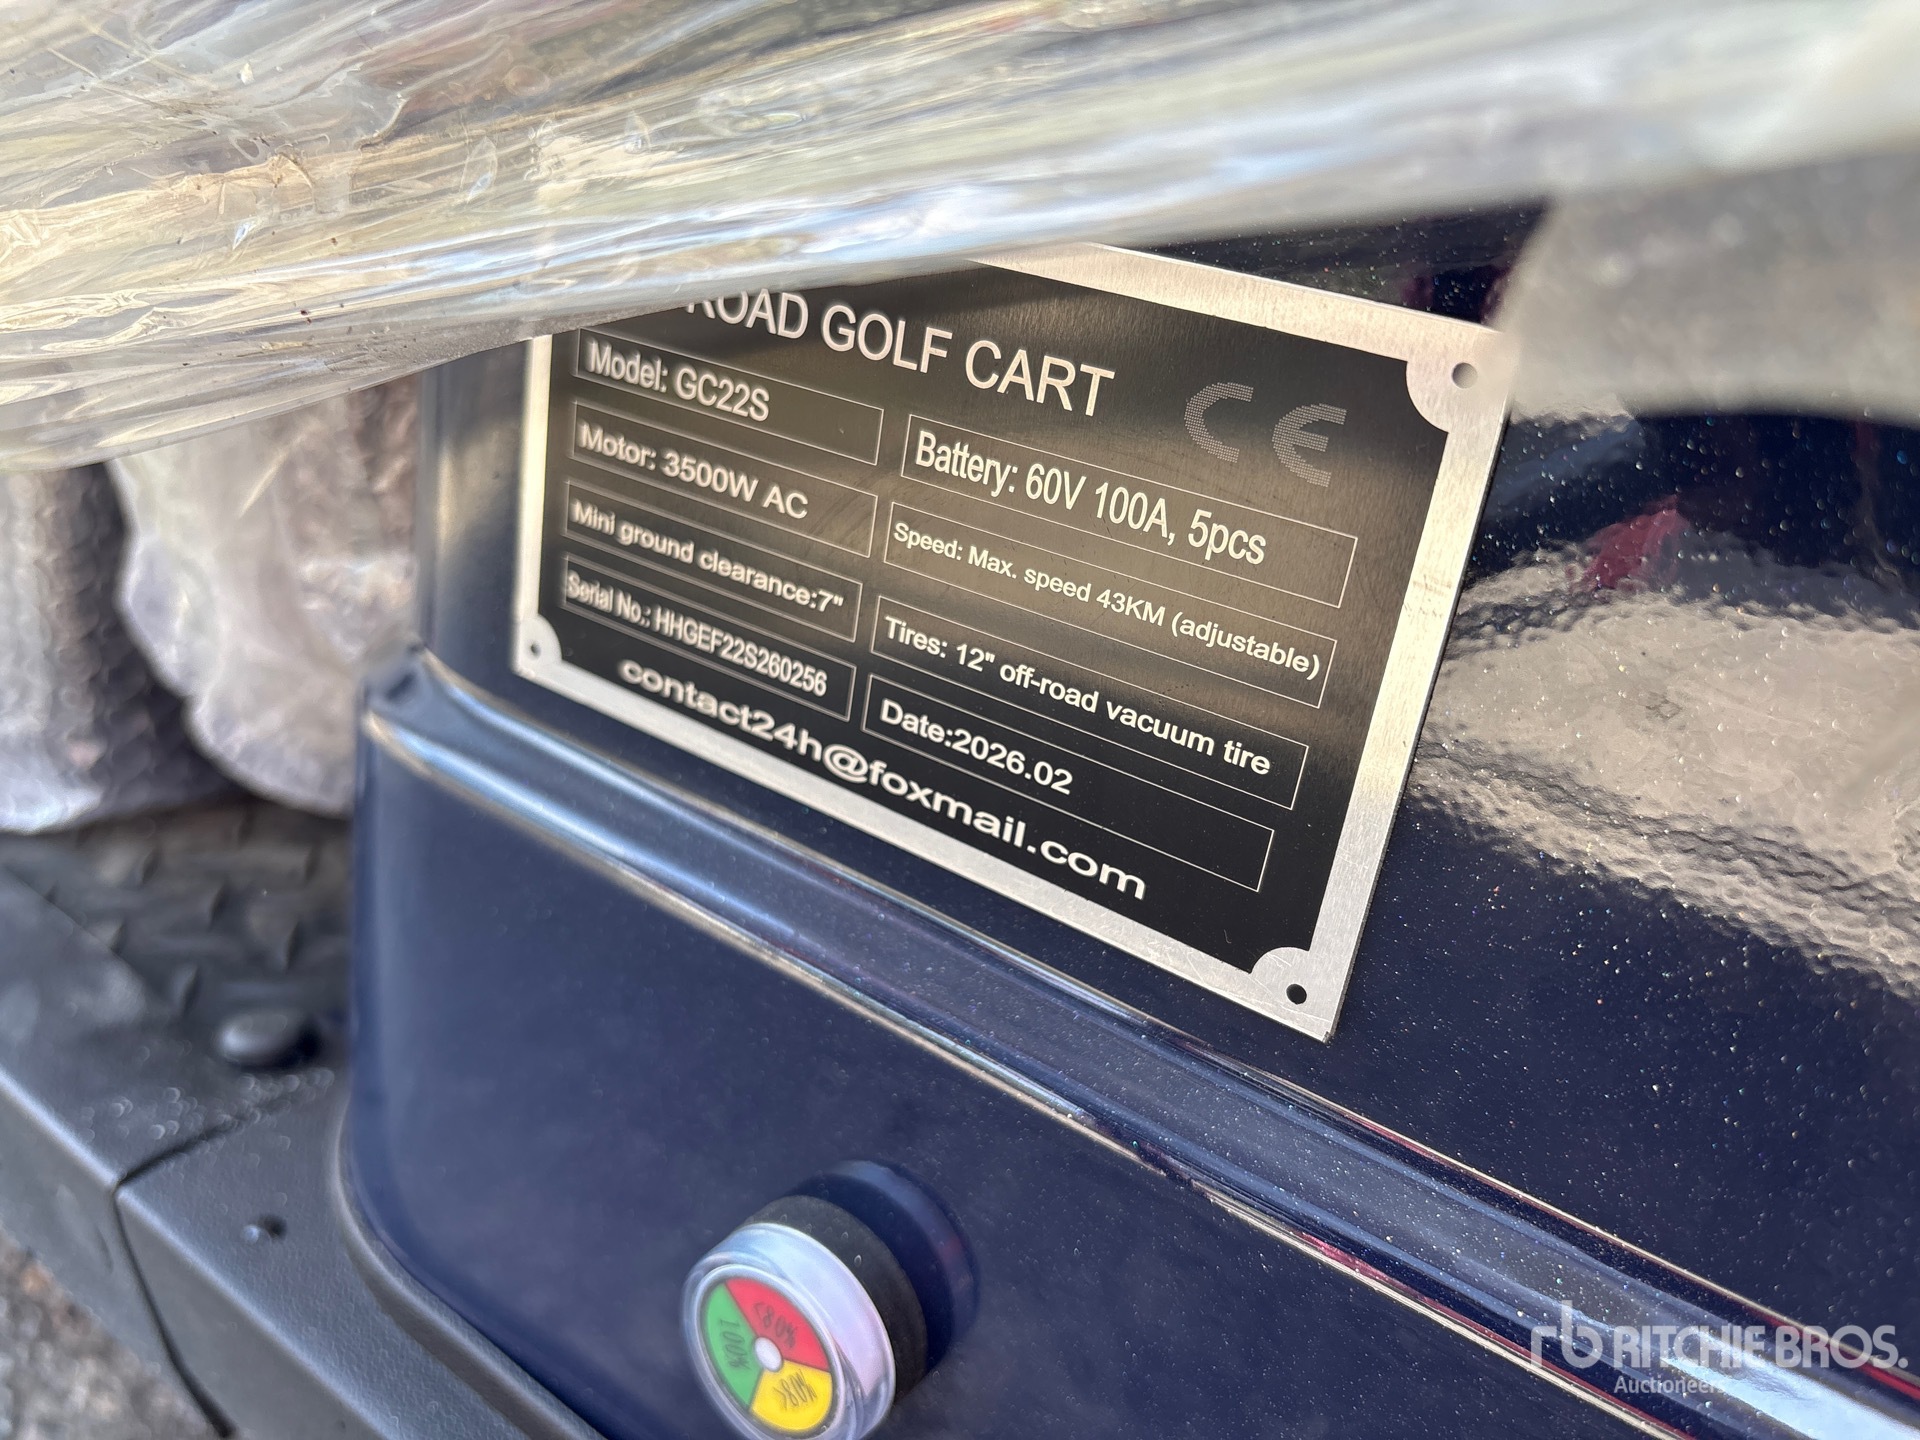 ROAD GOLF CART
CE
Model: GC22S
Battery: 60V 100A, 5pcs
Motor: 3500W AC
Speed: Max. speed 43KM (adjustable)
Mini ground clearance:7"
Tires: 12" off-road vacuum tire
Serial No.: HHGEF22S260256
Date:2026.02
contact24h@foxmail.com
100%
rb RITCHIE BROS.
Auctioneers